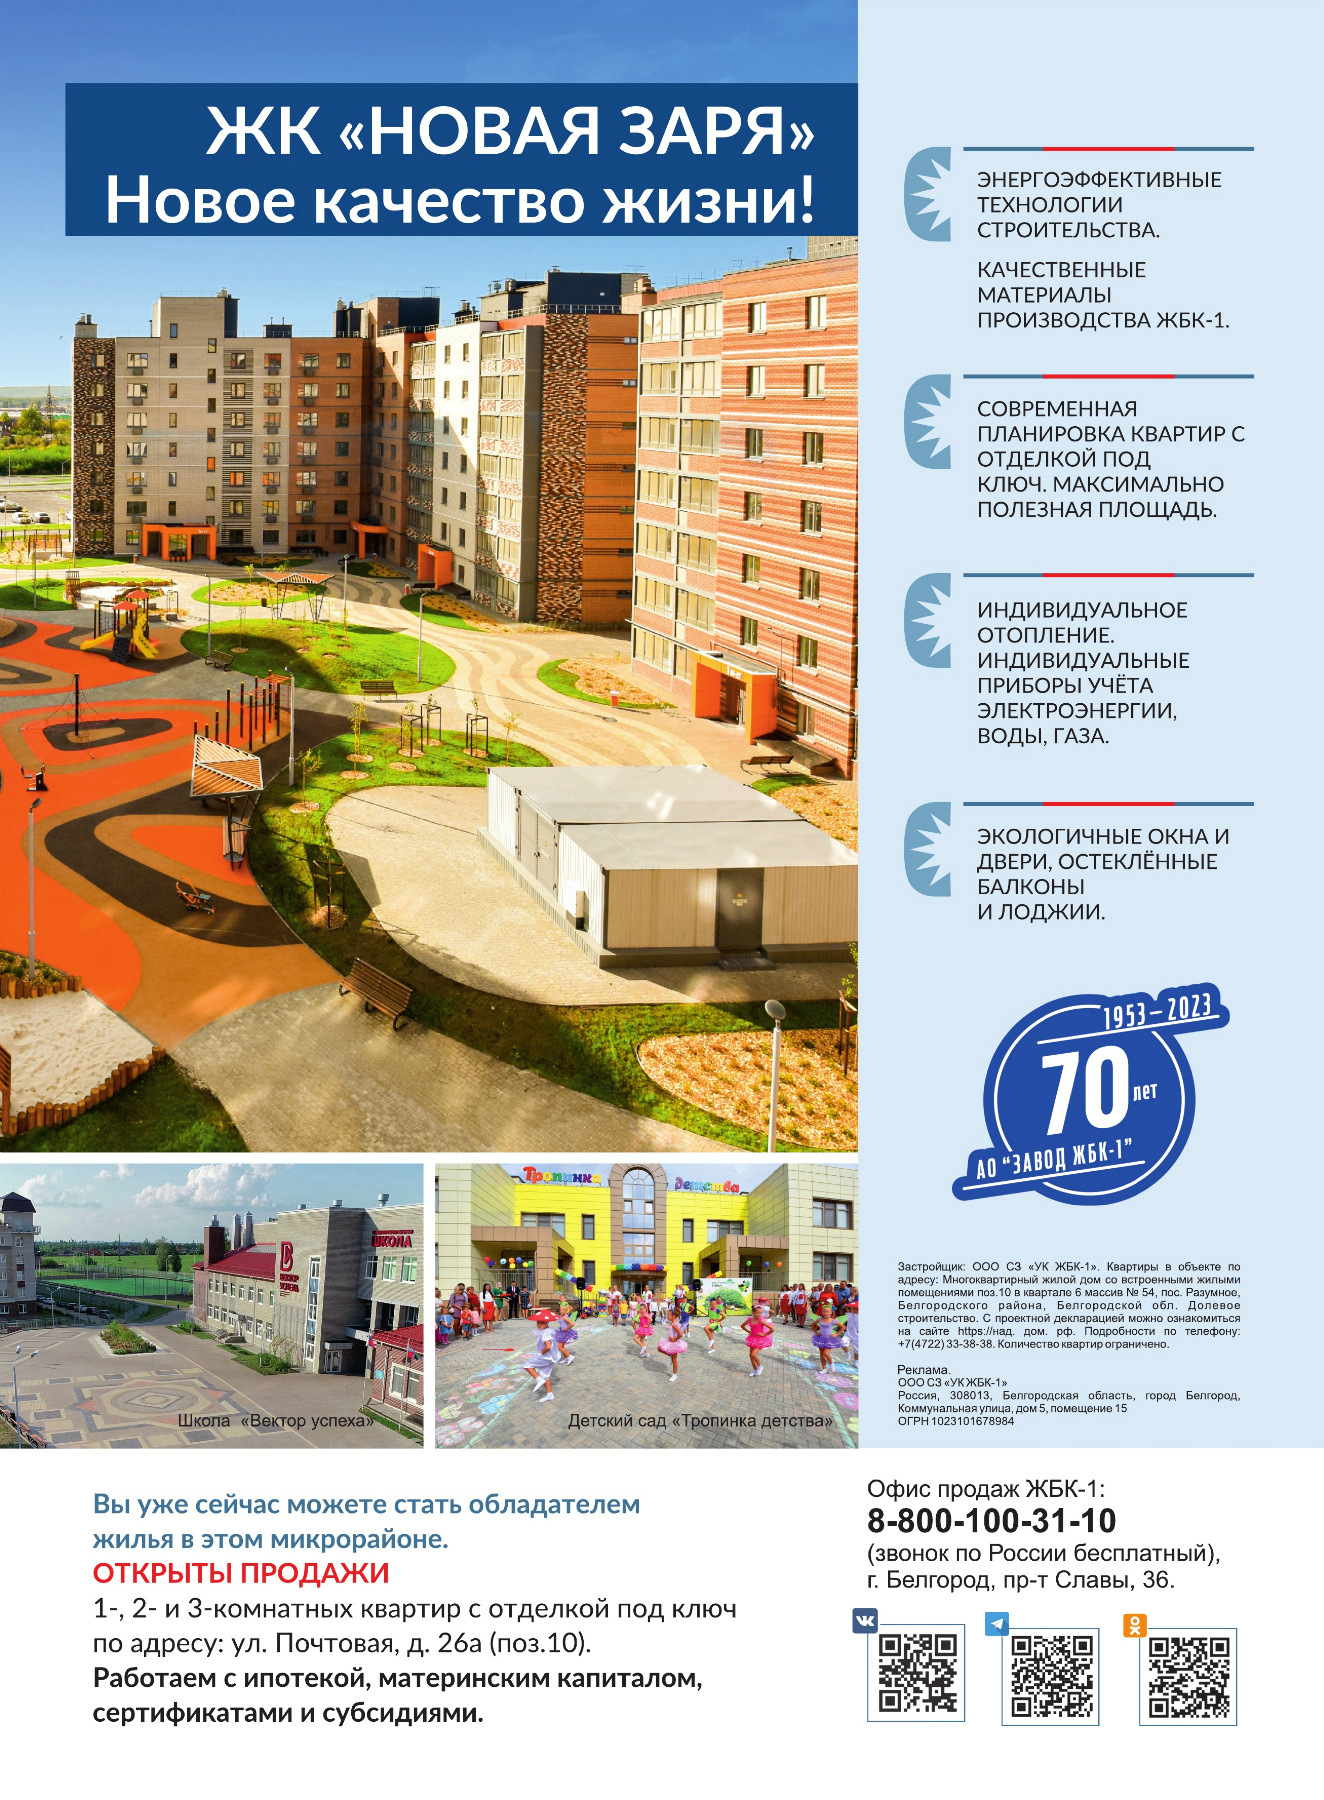 ЖК «НОВАЯ ЗАРЯ»
Новое качество жизни!
ЭНЕРГОЭФФЕКТИВНЫЕ
ТЕХНОЛОГИИ
СТРОИТЕЛЬСТВА.
КАЧЕСТВЕННЫЕ
МАТЕРИАЛЫ
ПРОИЗВОДСТВА ЖБК-1.
СОВРЕМЕННАЯ
ПЛАНИРОВКА КВАРТИР С
ОТДЕЛКОЙ ПОД
КЛЮЧ. МАКСИМАЛЬНО
ПОЛЕЗНАЯ ПЛОЩАДЬ.
ИНДИВИДУАЛЬНОЕ
ОТОПЛЕНИЕ.
ИНДИВИДУАЛЬНЫЕ
ПРИБОРЫ УЧЁТА
ЭЛЕКТРОЭНЕРГИИ,
ВОДЫ, ГАЗА.
ЭКОЛОГИЧНЫЕ ОКНА И
ДВЕРИ, ОСТЕКЛЁННЫЕ
БАЛКОНЫ
И ЛОДЖИИ.
1953–2023
70 лет
АО “ЗАВОД ЖБК-1”
Застройщик: ООО СЗ «УК ЖБК-1». Квартиры в объекте по
адресу: Многоквартирный жилой дом со встроенными жилыми
помещениями поз.10 в квартале 6 массив № 54, пос. Разумное,
Белгородского района, Белгородской обл. Долевое
строительство. С проектной декларацией можно ознакомиться
на сайте https://над. дом. рф. Подробности по телефону:
+7(4722) 33-38-38. Количество квартир ограничено.
Реклама.
ООО СЗ «УК ЖБК-1»
Россия, 308013, Белгородская область, город Белгород,
Коммунальная улица, дом 5, помещение 15
ОГРН 1023101678984
ВЕКТОР
УСПЕХА
ШКОЛА
Школа «Вектор успеха»
Тропинка детства
Детский сад «Тропинка детства»
Вы уже сейчас можете стать обладателем
жилья в этом микрорайоне.
ОТКРЫТЫ ПРОДАЖИ
1-, 2- и 3-комнатных квартир с отделкой под ключ
по адресу: ул. Почтовая, д. 26а (поз.10).
Работаем с ипотекой, материнским капиталом,
сертификатами и субсидиями.
Офис продаж ЖБК-1:
8-800-100-31-10
(звонок по России бесплатный),
г. Белгород, пр-т Славы, 36.